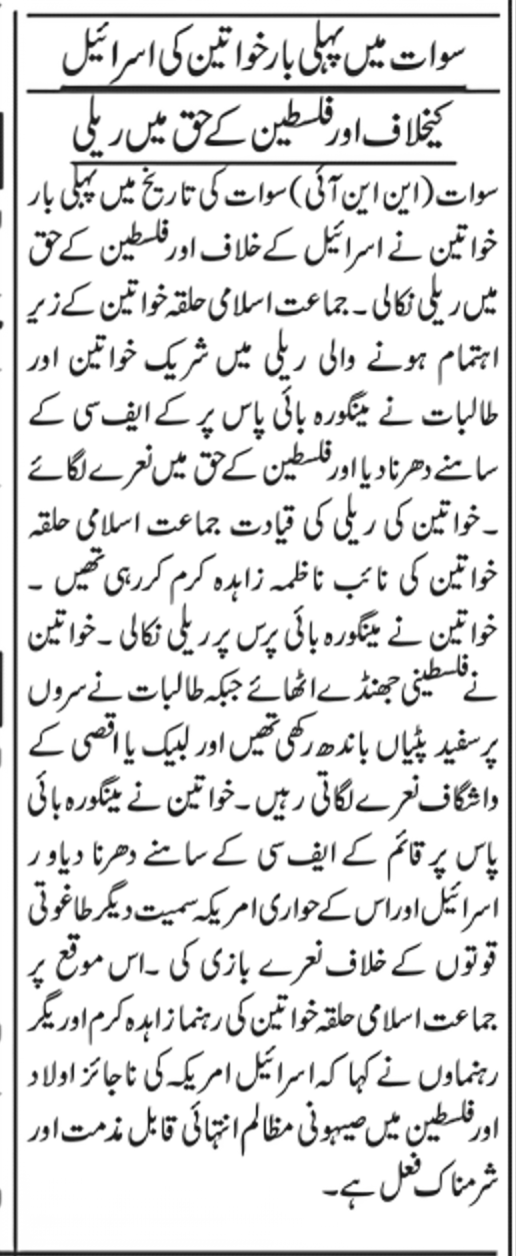 سوات میں پہلی بار خواتین کی اسرائیل
کیخلاف اور فلسطین کے حق میں ریلی
سوات (این این آئی) سوات کی تاریخ میں پہلی بار
خواتین نے اسرائیل کے خلاف اور فلسطین کے حق
میں ریلی نکالی ۔ جماعت اسلامی حلقہ خواتین کے زیر
اہتمام ہونے والی ریلی میں شریک خواتین اور
طالبات نے مینگورہ بائی پاس پر کے ایف سی کے
سامنے دھرنا دیا اور فلسطین کے حق میں نعرے لگائے
۔ خواتین کی ریلی کی قیادت جماعت اسلامی حلقہ
خواتین کی نائب ناظمہ زاہدہ کرم کررہی تھیں ۔
خواتین نے مینگورہ بائی پرس پر ریلی نکالی ۔ خواتین
نے فلسطینی جھنڈے اٹھائے جبکہ طالبات نے سروں
پر سفید پٹیاں باندھ رکھی تھیں اور لبیک یا اقصی کے
واشگاف نعرے لگاتی رہیں ۔ خواتین نے مینگورہ بائی
پاس پر قائم کے ایف سی کے سامنے دھرنا دیاو ر
اسرائیل اور اس کے حواری امریکہ سمیت دیگر طاغوتی
قوتوں کے خلاف نعرے بازی کی ۔ اس موقع پر
جماعت اسلامی حلقہ خواتین کی رہنما زاہدہ کرم اور یگر
رہنماوں نے کہا کہ اسرائیل امریکہ کی ناجائز اولاد
اور فلسطین میں صیہونی مظالم انتہائی قابل مذمت اور
شرمناک فعل ہے۔